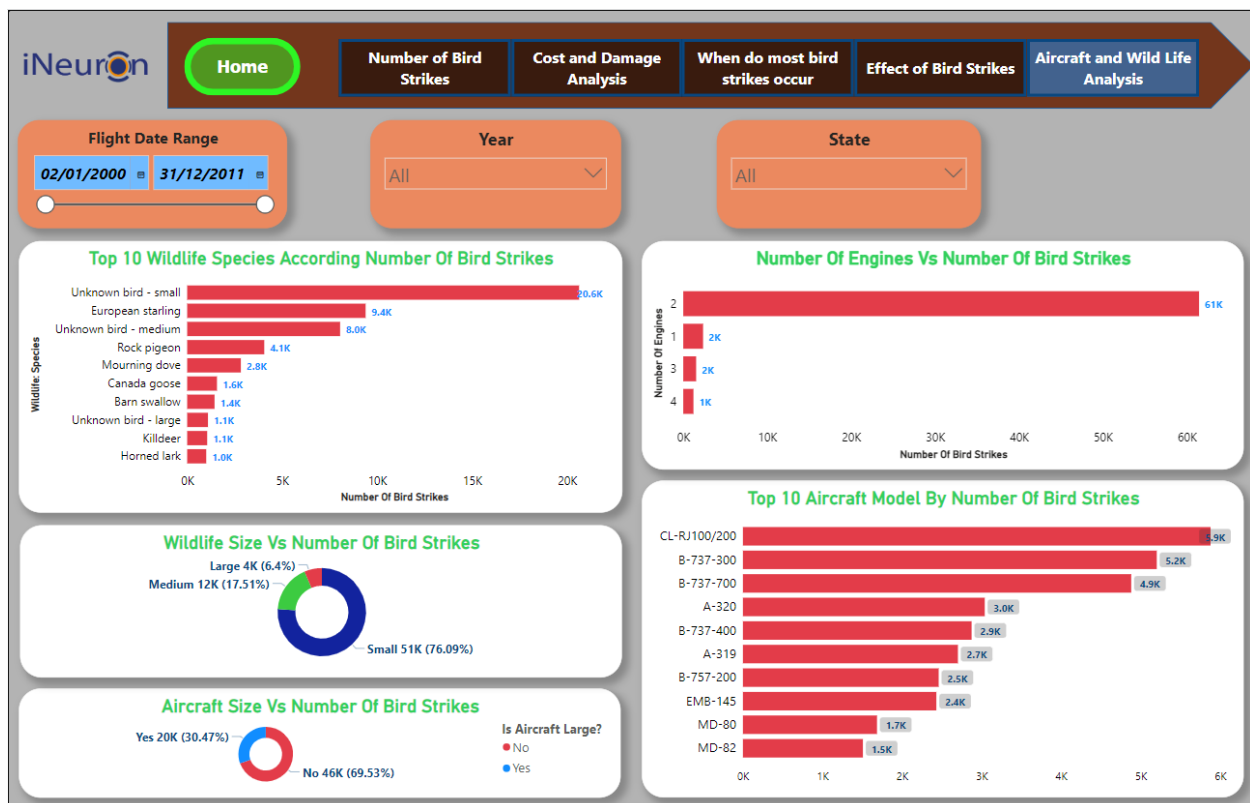 iNeuron
Home
Number of Bird
Strikes
Cost and Damage
Analysis
When do most bird
strikes occur
Effect of Bird Strikes
Aircraft and Wild Life
Analysis
Flight Date Range
02/01/2000
31/12/2011
Year
All
State
All
Top 10 Wildlife Species According Number Of Bird Strikes
Wildlife: Species
Unknown bird - small
20.6K
European starling
9.4K
Unknown bird - medium
8.0K
Rock pigeon
4.1K
Mourning dove
2.8K
Canada goose
1.6K
Barn swallow
1.4K
Unknown bird - large
1.1K
Killdeer
1.1K
Horned lark
1.0K
0K 5K 10K 15K 20K
Number Of Bird Strikes
Number Of Engines Vs Number Of Bird Strikes
Number Of Engines
2
61K
1
2K
3
2K
4
1K
0K 10K 20K 30K 40K 50K 60K
Number Of Bird Strikes
Wildlife Size Vs Number Of Bird Strikes
Large 4K (6.4%)
Medium 12K (17.51%)
Small 51K (76.09%)
Aircraft Size Vs Number Of Bird Strikes
Yes 20K (30.47%)
No 46K (69.53%)
Is Aircraft Large?
No
Yes
Top 10 Aircraft Model By Number Of Bird Strikes
CL-RJ100/200
5.9K
B-737-300
5.2K
B-737-700
4.9K
A-320
3.0K
B-737-400
2.9K
A-319
2.7K
B-757-200
2.5K
EMB-145
2.4K
MD-80
1.7K
MD-82
1.5K
0K 1K 2K 3K 4K 5K 6K